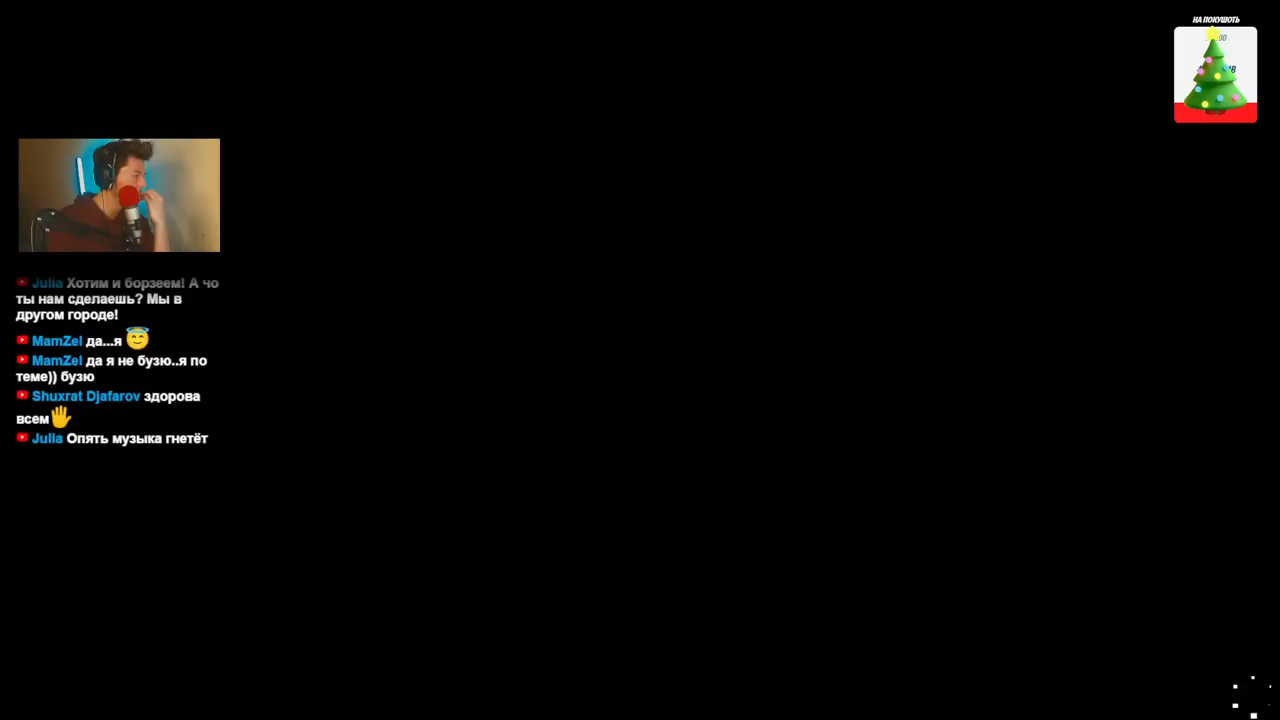 НА ПОКУШОТЬ
Julia Хотим и борзеем! А чо
ты нам сделаешь? Мы в
другом городе!
MamZel да...я 😇
MamZel да я не бузю..я по
теме)) бузю
Shuxrat Djafarov здорова
всем🖐
Julia Опять музыка гнетёт